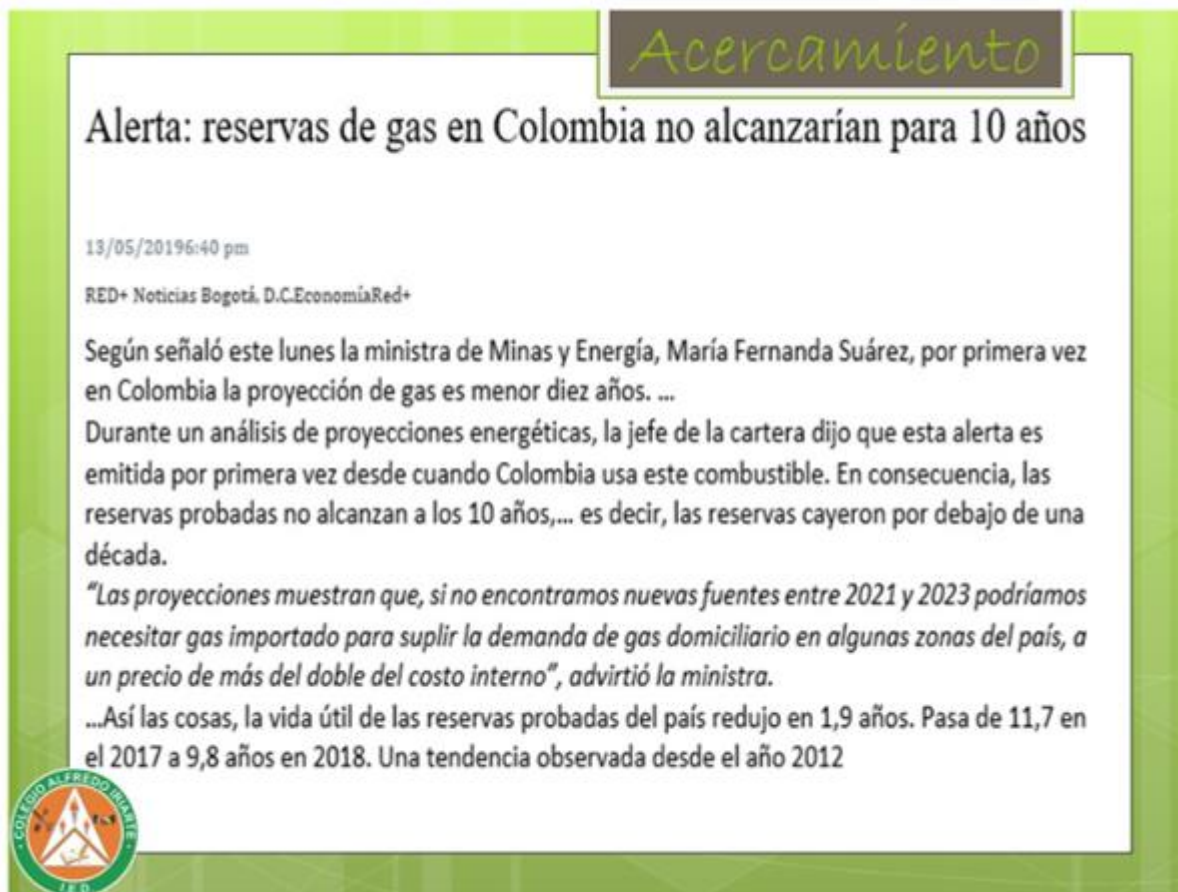 Acercamiento
Alerta: reservas de gas en Colombia no alcanzarían para 10 años
13/05/20196:40 pm
RED+ Noticias Bogotá, D.C.EconomíaRed+
Según señaló este lunes la ministra de Minas y Energía, María Fernanda Suárez, por primera vez
en Colombia la proyección de gas es menor diez años. ...
Durante un análisis de proyecciones energéticas, la jefe de la cartera dijo que esta alerta es
emitida por primera vez desde cuando Colombia usa este combustible. En consecuencia, las
reservas probadas no alcanzan a los 10 años,... es decir, las reservas cayeron por debajo de una
década.
“Las proyecciones muestran que, si no encontramos nuevas fuentes entre 2021 y 2023 podríamos
necesitar gas importado para suplir la demanda de gas domiciliario en algunas zonas del país, a
un precio de más del doble del costo interno”, advirtió la ministra.
...Así las cosas, la vida útil de las reservas probadas del país redujo en 1,9 años. Pasa de 11,7 en
el 2017 a 9,8 años en 2018. Una tendencia observada desde el año 2012
COLEGIO ALFREDO IRIARTE
I.E.D